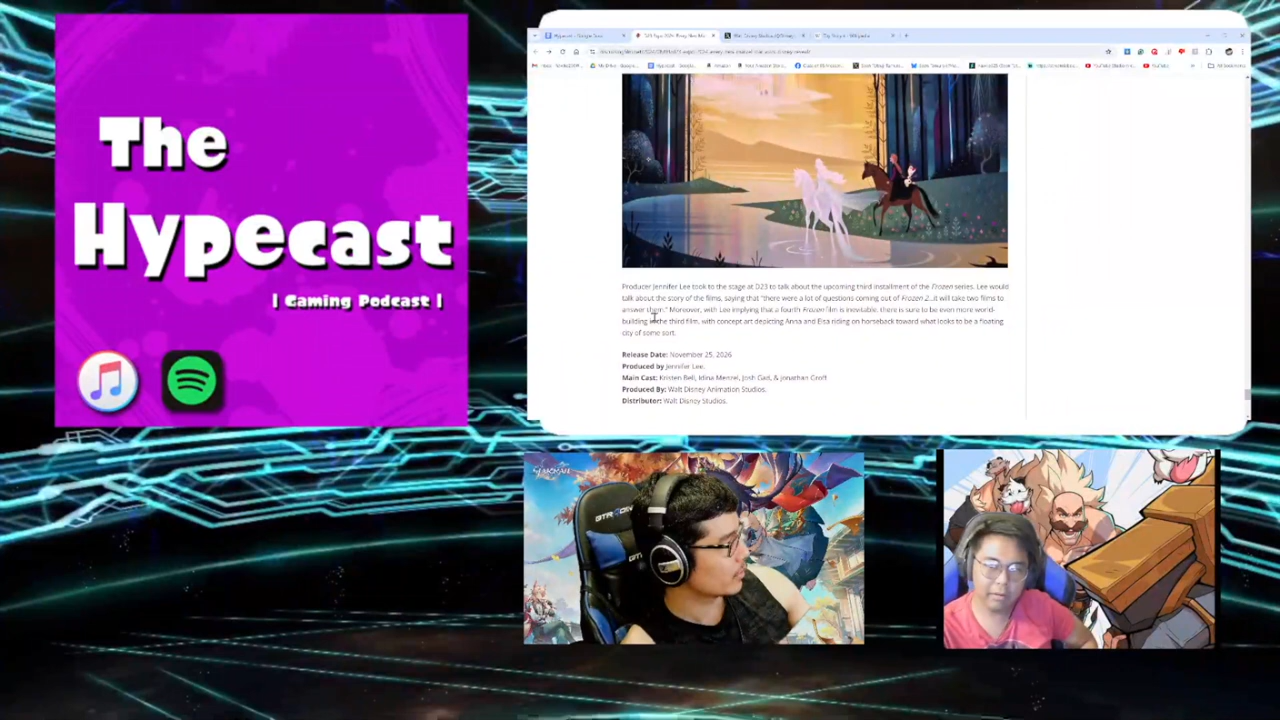 The
Hypecast
| Gaming Podcast |
Producer Jennifer Lee took to the stage at D23 to talk about the upcoming third installment of the Frozen series. Lee would
talk about the story of the films, saying that "there were a lot of questions coming out of Frozen 2...it will take two films to
answer them." Moreover, with Lee implying that a fourth Frozen film is inevitable, there is sure to be even more world-
building in the third film, with concept art depicting Anna and Elsa riding on horseback toward what looks to be a floating
city of some sort.
Release Date: November 25, 2026
Produced by Jennifer Lee.
Main Cast: Kristen Bell, Idina Menzel, Josh Gad, & Jonathan Groff
Produced By: Walt Disney Animation Studios.
Distributor: Walt Disney Studios.